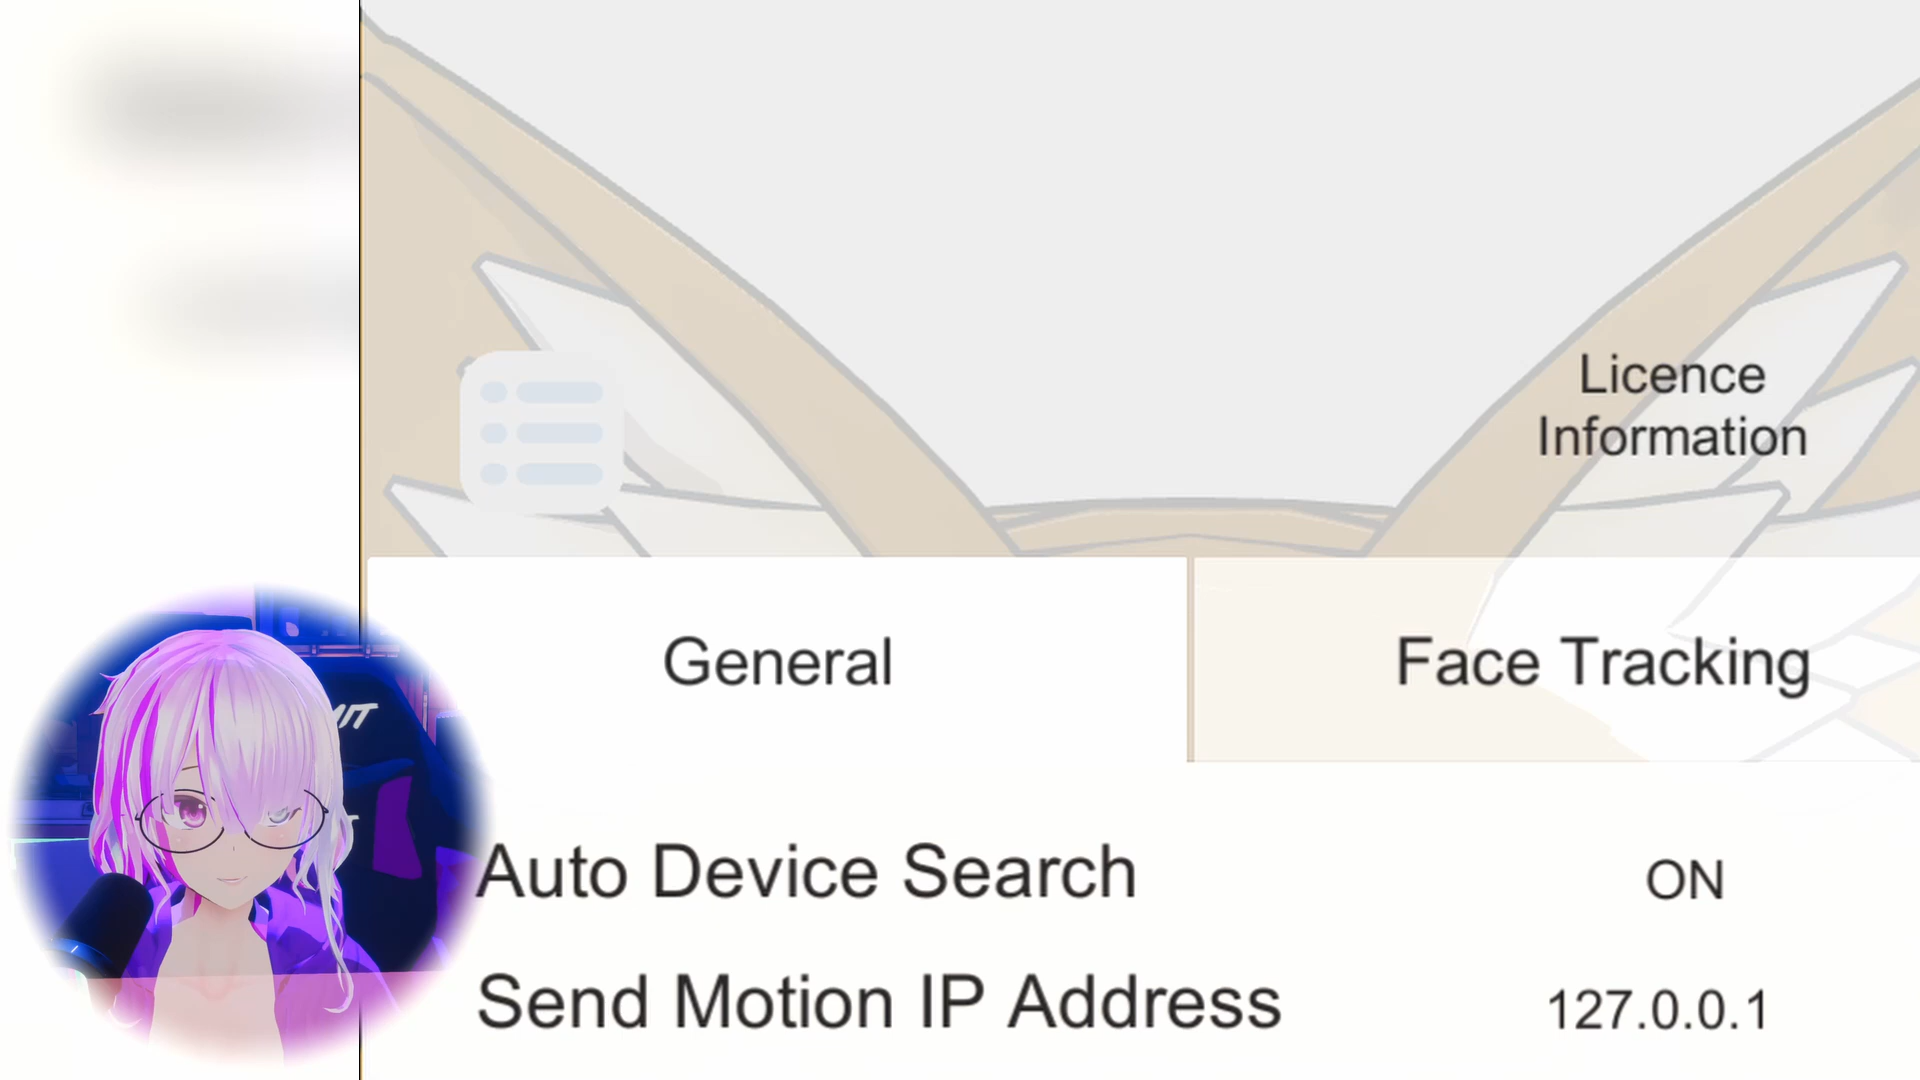 Licence
Information
General
Face Tracking
Auto Device Search
ON
Send Motion IP Address
127.0.0.1